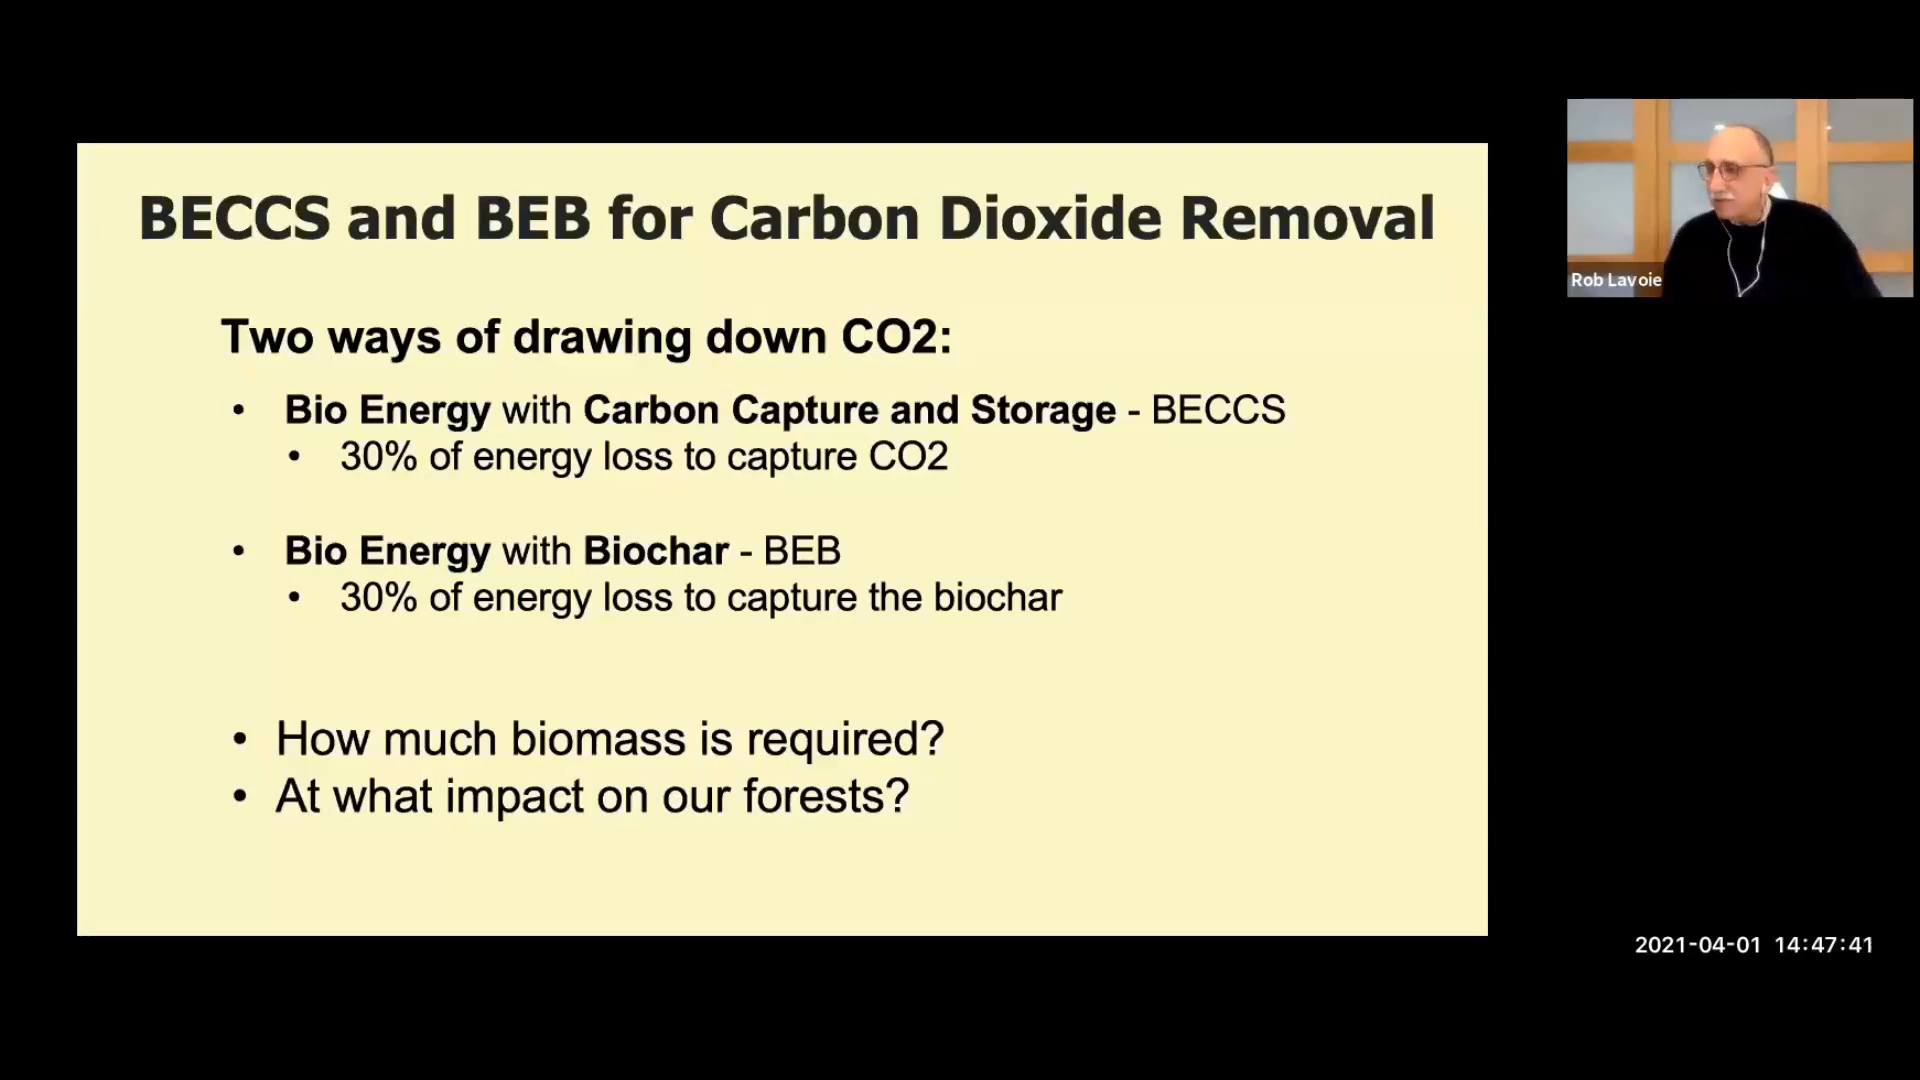 BECCS and BEB for Carbon Dioxide Removal
Two ways of drawing down CO2:
• Bio Energy with Carbon Capture and Storage - BECCS
• 30% of energy loss to capture CO2
• Bio Energy with Biochar - BEB
• 30% of energy loss to capture the biochar
• How much biomass is required?
• At what impact on our forests?
Rob Lavoie
2021-04-01 14:47:41